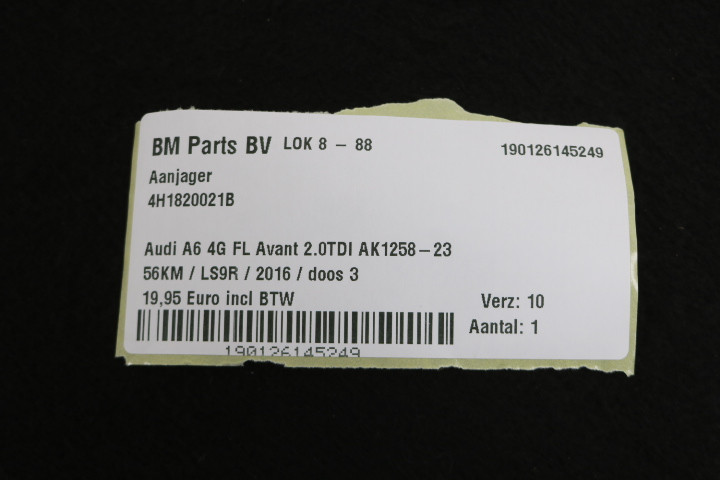 BM Parts BV LOK 8 - 88 190126145249
Aanjager
4H1820021B
Audi A6 4G FL Avant 2.0TDI AK1258-23
56KM / LS9R / 2016 / doos 3
19,95 Euro incl BTW Verz: 10
Aantal: 1
190126145249